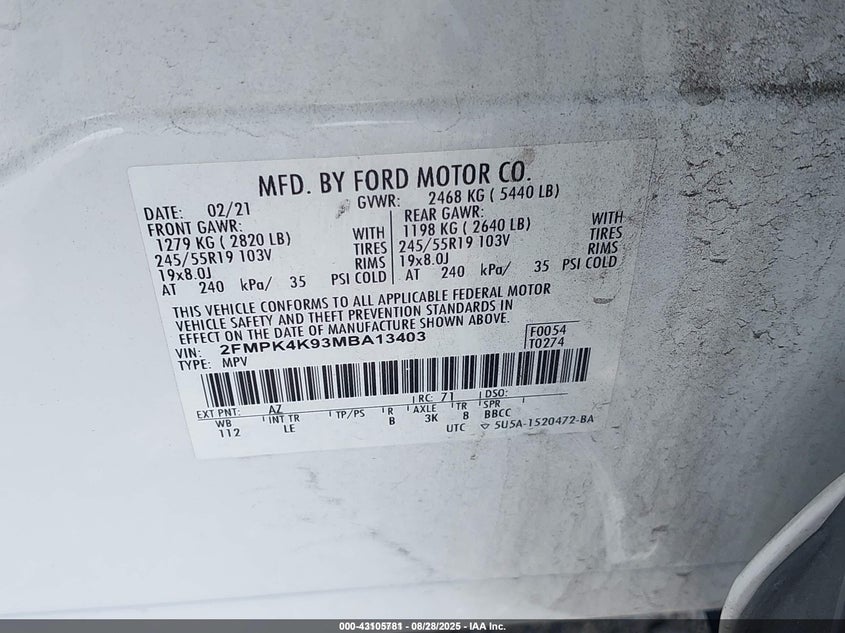 MFD. BY FORD MOTOR CO.
DATE: 02/21 GVWR: 2468 KG ( 5440 LB)
FRONT GAWR: REAR GAWR:
1279 KG ( 2820 LB) WITH 1198 KG ( 2640 LB) WITH
245/55R19 103V TIRES 245/55R19 103V TIRES
19x8.0J RIMS 19x8.0J RIMS
AT 240 kPa/ 35 PSI COLD AT 240 kPa/ 35 PSI COLD
THIS VEHICLE CONFORMS TO ALL APPLICABLE FEDERAL MOTOR
VEHICLE SAFETY AND THEFT PREVENTION STANDARDS IN
EFFECT ON THE DATE OF MANUFACTURE SHOWN ABOVE.
VIN: 2FMPK4K93MBA13403 F0054
TYPE: MPV T0274
EXT PNT: AZ RC: 71 DSO:
WB INT TR TP/PS R AXLE TR SPR
112 LE B 3K B BBCC
UTC 5U5A-1520472-BA
000-43105781 - 08/28/2025 - IAA Inc.